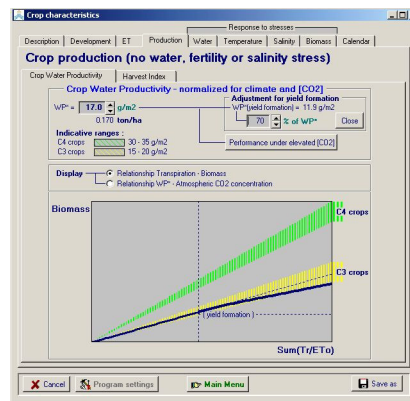 Crop characteristics
Response to stresses
Description Development ET Production Water Temperature Salinity Biomass Calendar
Crop production (no water, fertility or salinity stress)
Crop Water Productivity Harvest Index
Crop Water Productivity - normalized for climate and [CO2]
Adjustment for yield formation
WP* = 17.0 g/m2
WP*(yield formation) = 11.9 g/m2
0.170 ton/ha
70 % of WP* Close
Indicative ranges :
C4 crops 30 - 35 g/m2
C3 crops 15 - 20 g/m2
Performance under elevated [CO2]
Display
Relationship Transpiration - Biomass
Relationship WP* - Atmospheric CO2 concentration
Biomass
C4 crops
C3 crops
( yield formation )
Sum(Tr/ETo)
Cancel Program settings Main Menu Save as